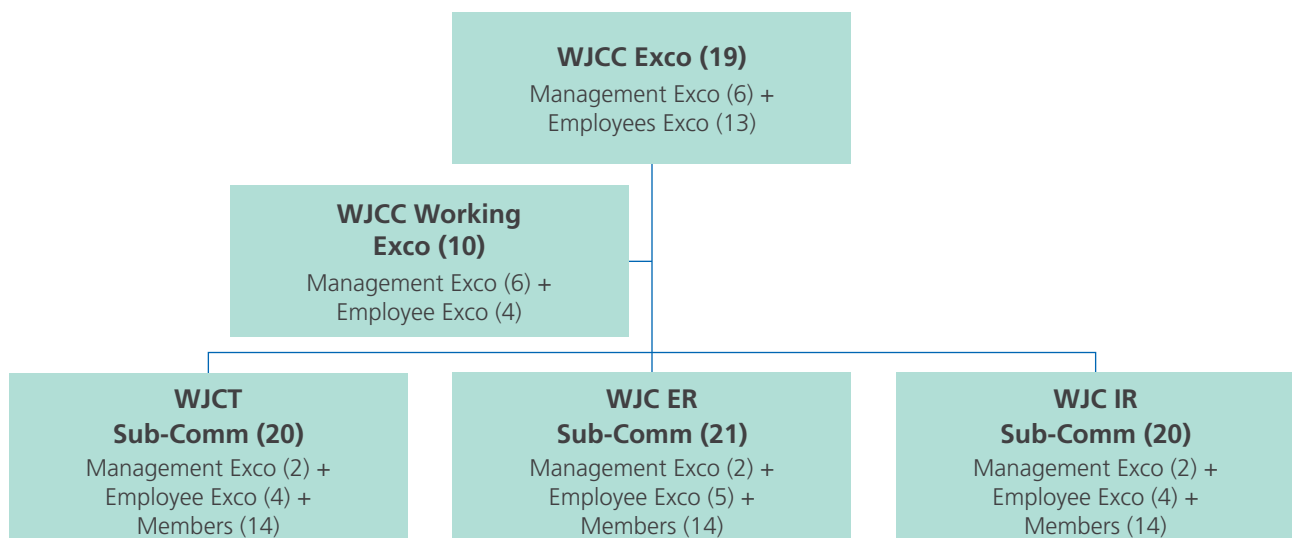 WJCC Exco (19)
Management Exco (6) +
Employees Exco (13)
WJCC Working
Exco (10)
Management Exco (6) +
Employee Exco (4)
WJCT
Sub-Comm (20)
Management Exco (2) +
Employee Exco (4) +
Members (14)
WJC ER
Sub-Comm (21)
Management Exco (2) +
Employee Exco (5) +
Members (14)
WJC IR
Sub-Comm (20)
Management Exco (2) +
Employee Exco (4) +
Members (14)